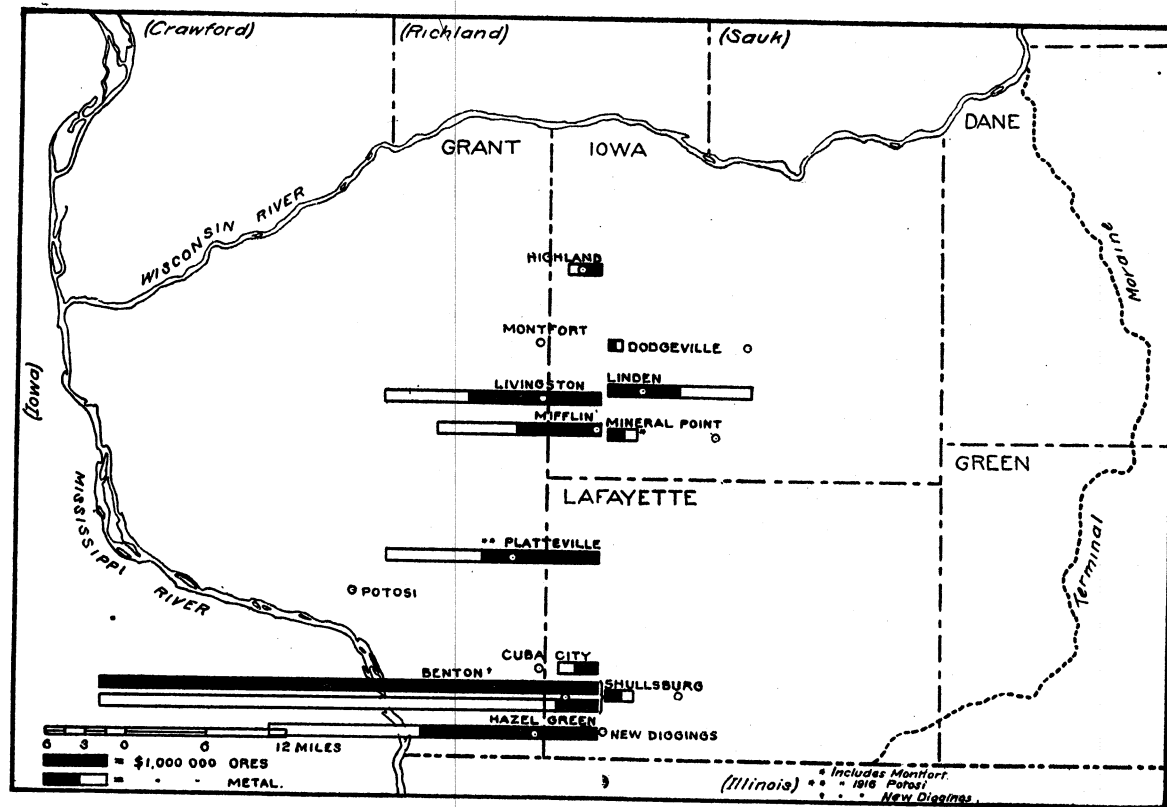 (Crawford)
(Richland)
(Sauk)
DANE
GRANT
IOWA
WISCONSIN RIVER
HIGHLAND
Moraine
MONTFORT
DODGEVILLE
(Iowa)
LIVINGSTON
LINDEN
MIFFLIN'
MINERAL POINT *
GREEN
LAFAYETTE
MISSISSIPPI RIVER
** PLATTEVILLE
POTOSI
Terminal
CUBA CITY
BENTON
SHULLSBURG
HAZEL GREEN
NEW DIGGINGS
6 3 0 6 12 MILES
= $1,000 000 ORES
= " " METAL.
(Illinois)
* Includes Montfort.
** " 1916 Potosi
" " New Diggings.